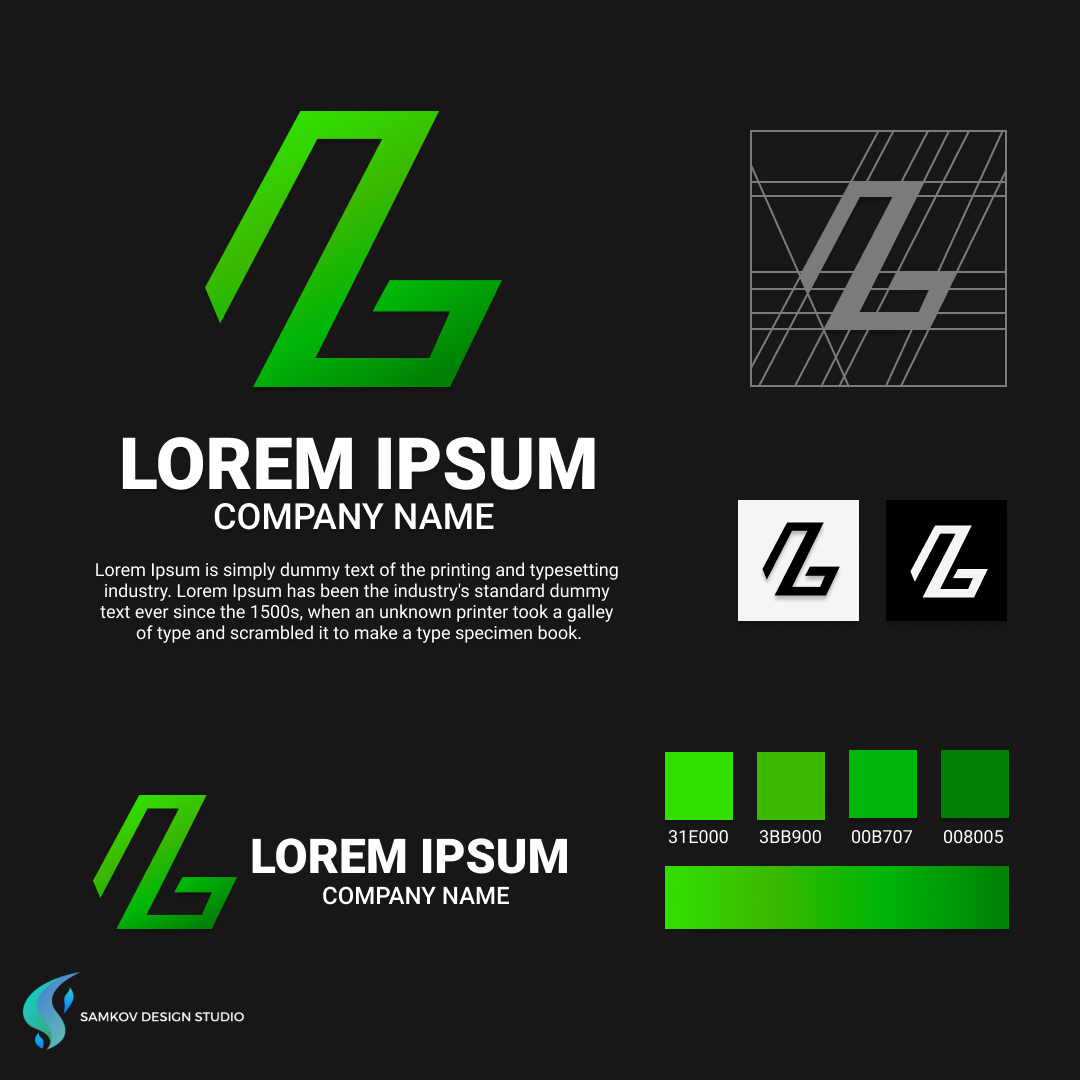 LOREM IPSUM
COMPANY NAME
Lorem Ipsum is simply dummy text of the printing and typesetting
industry. Lorem Ipsum has been the industry's standard dummy
text ever since the 1500s, when an unknown printer took a galley
of type and scrambled it to make a type specimen book.
LOREM IPSUM
COMPANY NAME
31E000
3BB900
00B707
008005
SAMKOV DESIGN STUDIO